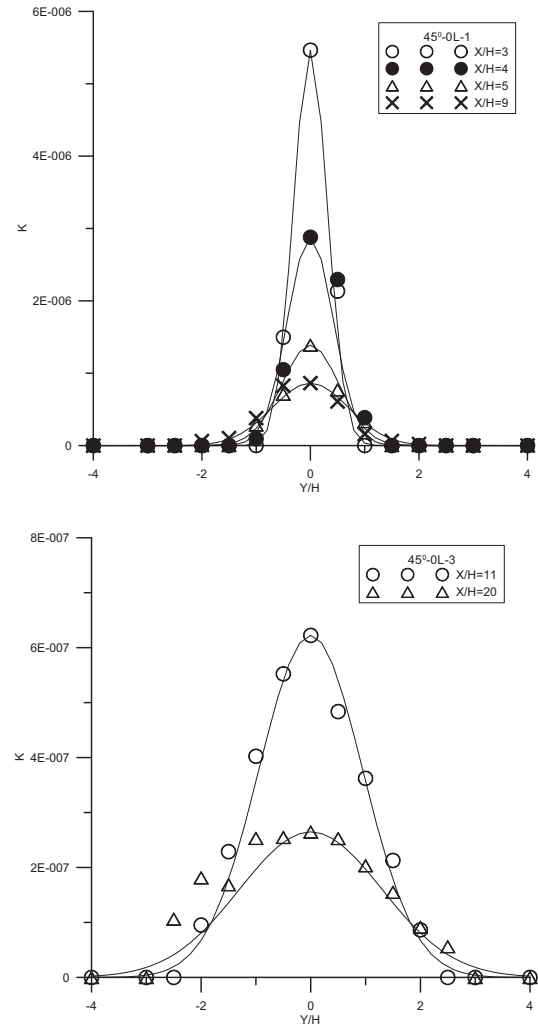 6E-006
45⁰-0L-1
X/H=3
X/H=4
X/H=5
X/H=9
4E-006
K
2E-006
0
-4 -2 0 2 4
Y/H
8E-007
45⁰-0L-3
X/H=11
X/H=20
6E-007
K
4E-007
2E-007
0
-4 -2 0 2 4
Y/H